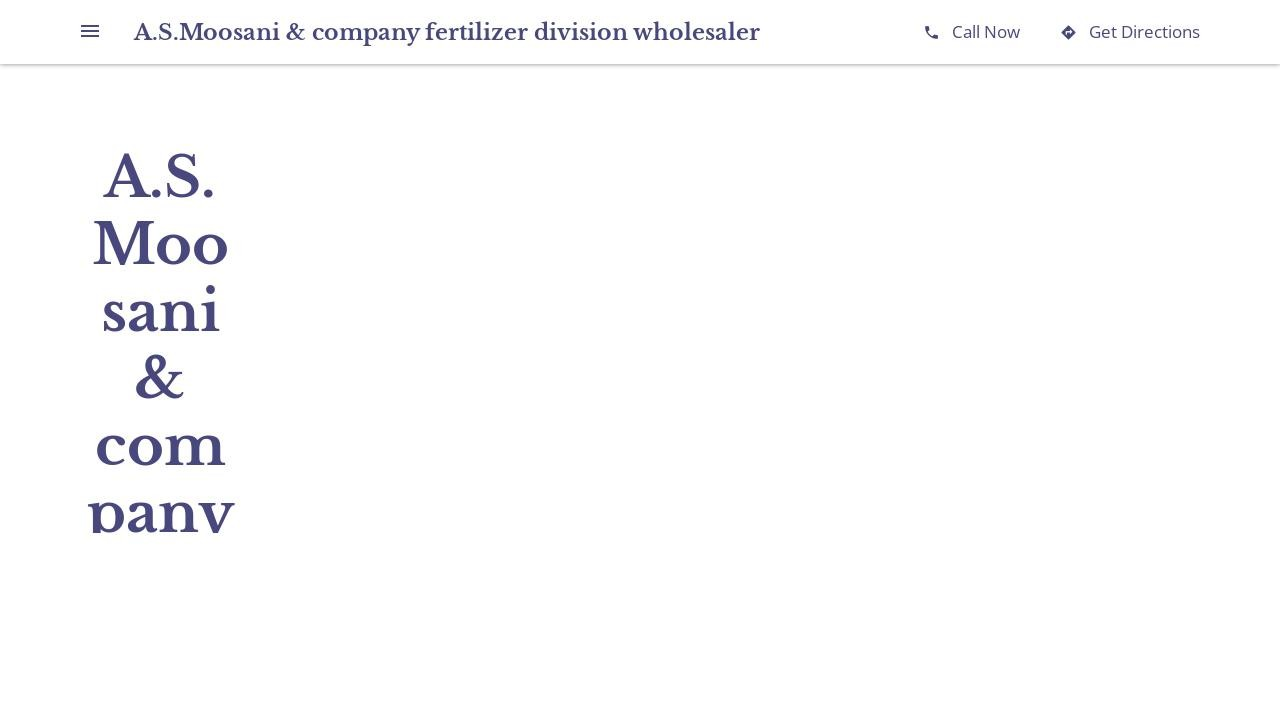 A.S.Moosani & company fertilizer division wholesaler
Call Now
Get Directions
A.S.
Moo
sani
&
com
pany